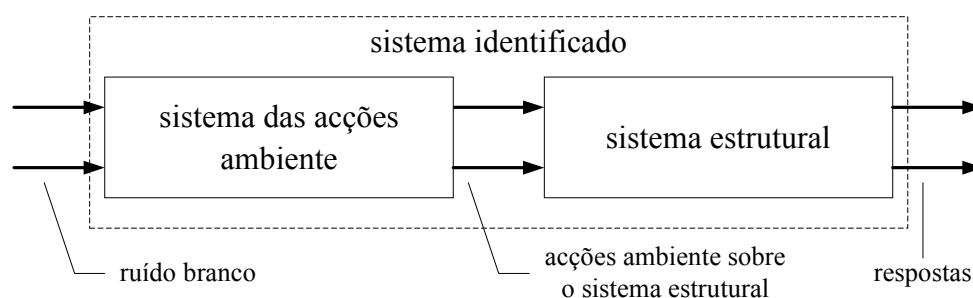 sistema identificado
sistema das acções
ambiente
sistema estrutural
ruído branco
acções ambiente sobre
o sistema estrutural
respostas